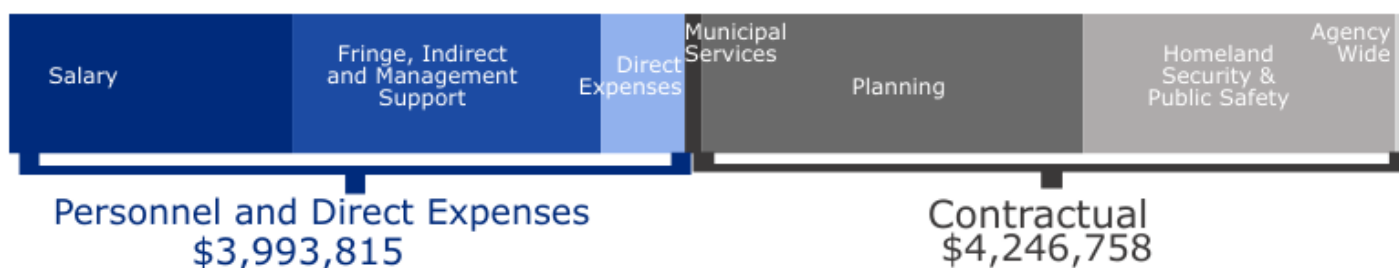 Salary
Fringe, Indirect
and Management
Support
Direct
Expenses
Municipal
Services
Planning
Homeland
Security &
Public Safety
Agency
Wide
Personnel and Direct Expenses
$3,993,815
Contractual
$4,246,758